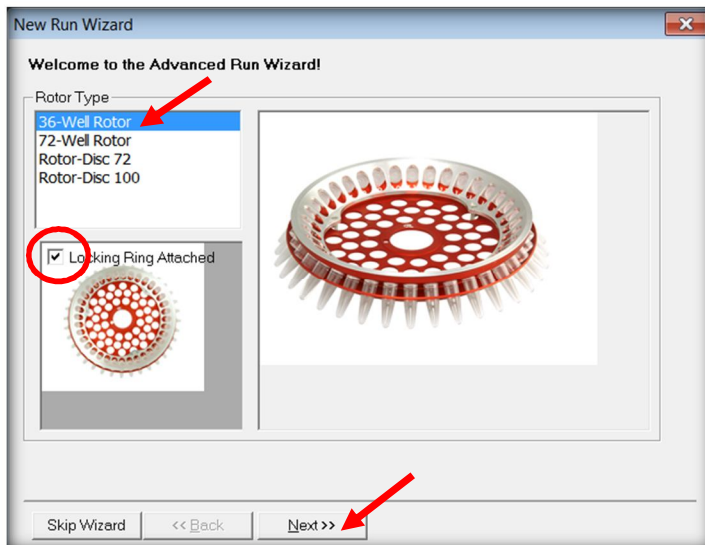 New Run Wizard
Welcome to the Advanced Run Wizard!
Rotor Type
36-Well Rotor
72-Well Rotor
Rotor-Disc 72
Rotor-Disc 100
Locking Ring Attached
Skip Wizard
<< Back
Next >>